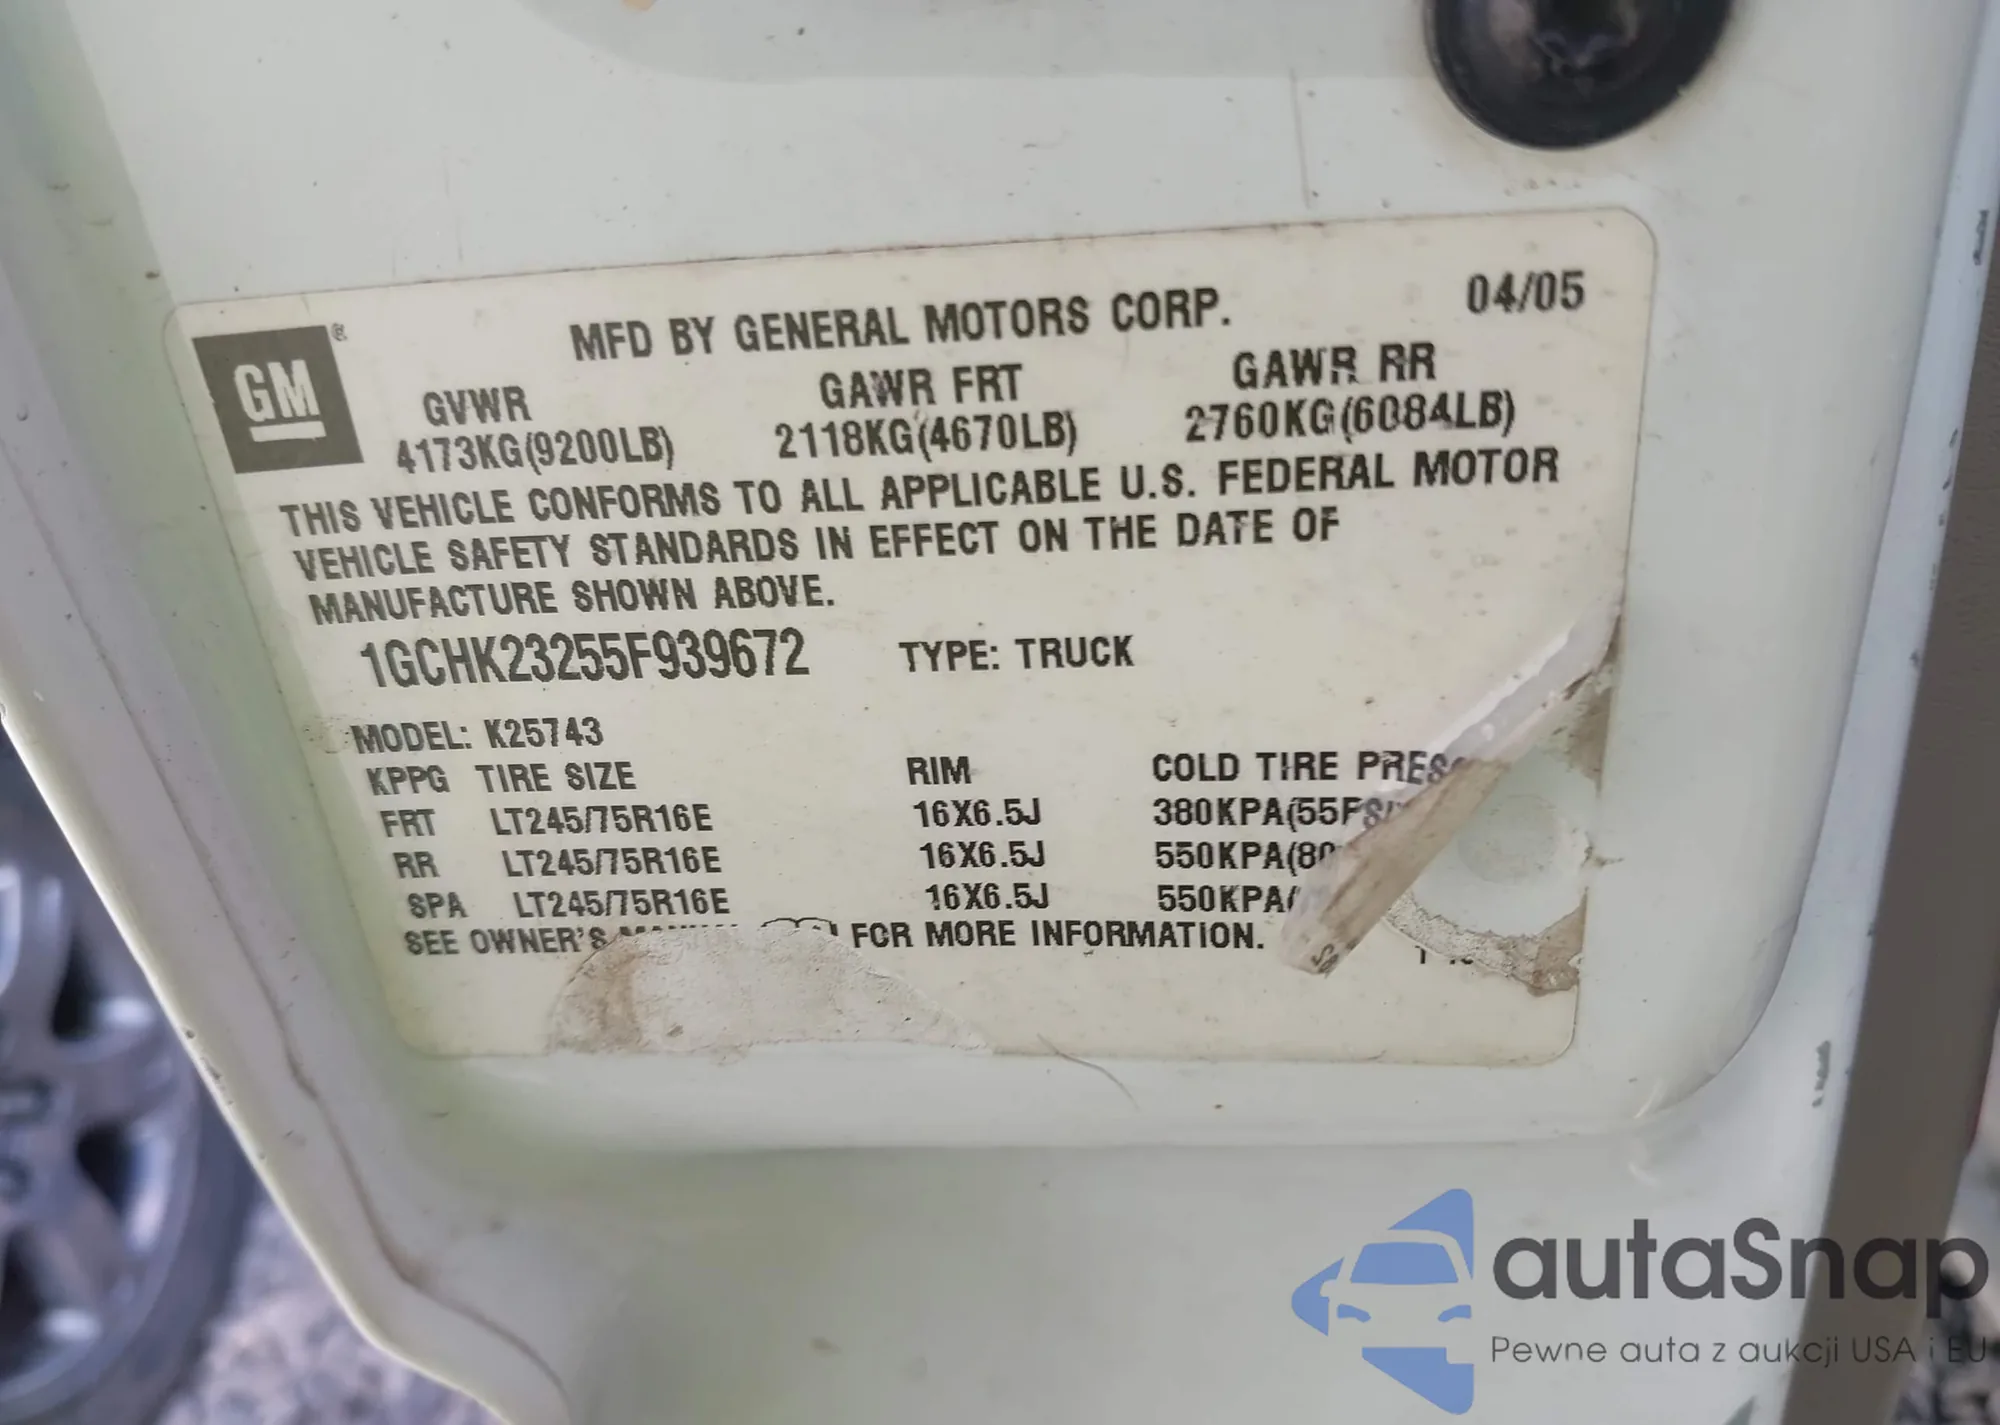 GM ®
MFD BY GENERAL MOTORS CORP. 04/05
GVWR GAWR FRT GAWR RR
4173KG(9200LB) 2118KG(4670LB) 2760KG(6084LB)
THIS VEHICLE CONFORMS TO ALL APPLICABLE U.S. FEDERAL MOTOR
VEHICLE SAFETY STANDARDS IN EFFECT ON THE DATE OF
MANUFACTURE SHOWN ABOVE.
1GCHK23255F939672 TYPE: TRUCK
MODEL: K25743
KPPG TIRE SIZE RIM COLD TIRE PRES
FRT LT245/75R16E 16X6.5J 380KPA(55PSI
RR LT245/75R16E 16X6.5J 550KPA(80
SPA LT245/75R16E 16X6.5J 550KPA(
SEE OWNER'S FOR MORE INFORMATION.
autaSnap
Pewne auta z aukcji USA i EU